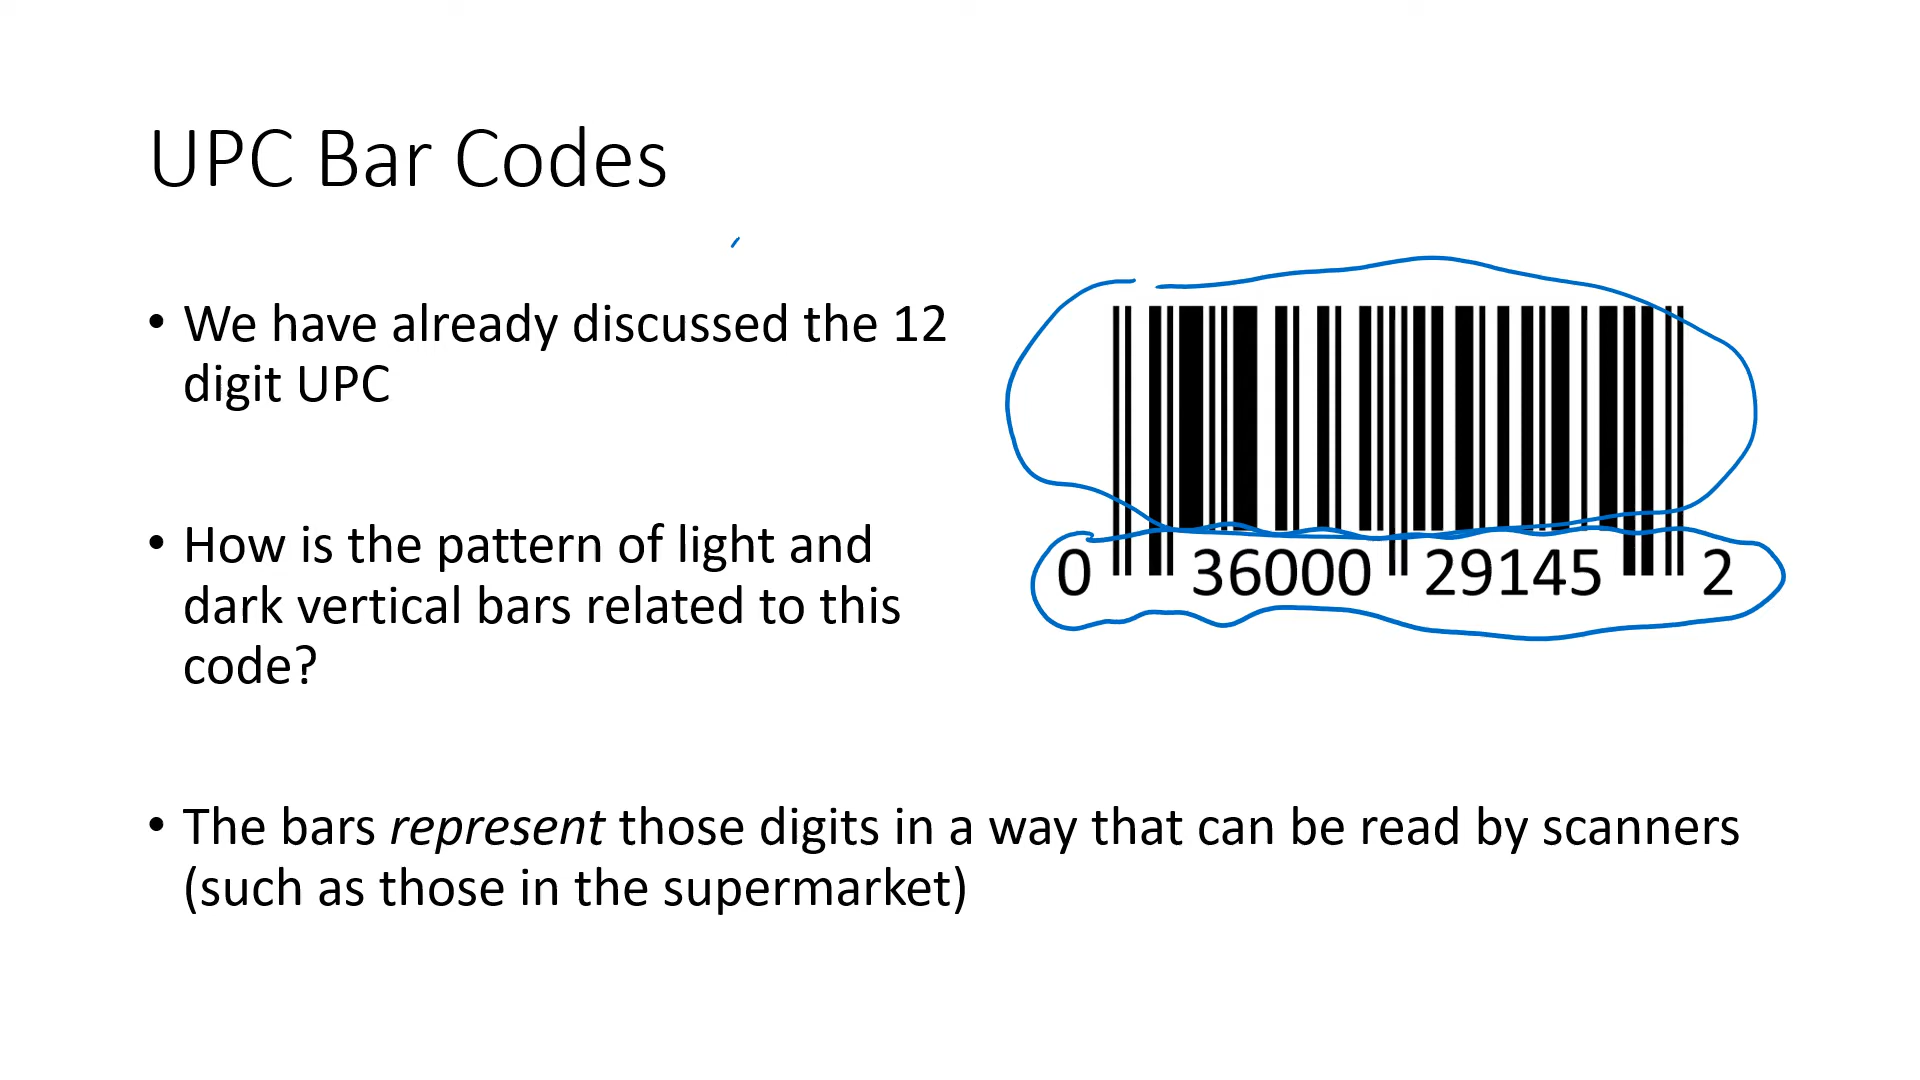 UPC Bar Codes
• We have already discussed the 12
digit UPC
• How is the pattern of light and
dark vertical bars related to this
code?
0 36000 29145 2
• The bars represent those digits in a way that can be read by scanners
(such as those in the supermarket)